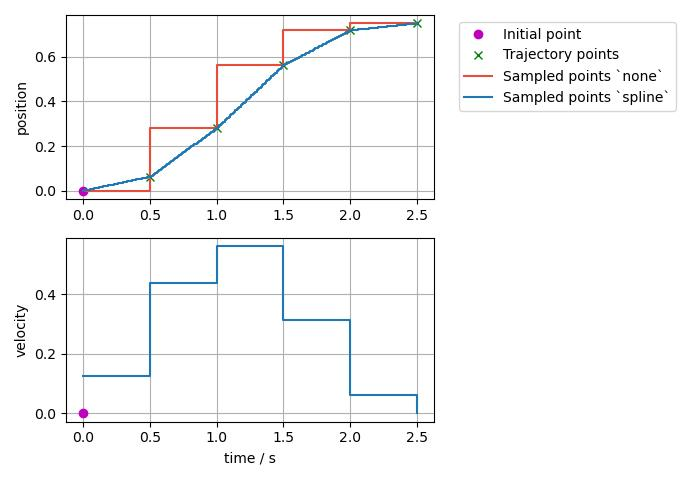 0.6
0.4
0.2
0.0
position
0.0 0.5 1.0 1.5 2.0 2.5
Initial point
Trajectory points
Sampled points `none`
Sampled points `spline`
0.4
0.2
0.0
velocity
0.0 0.5 1.0 1.5 2.0 2.5
time / s